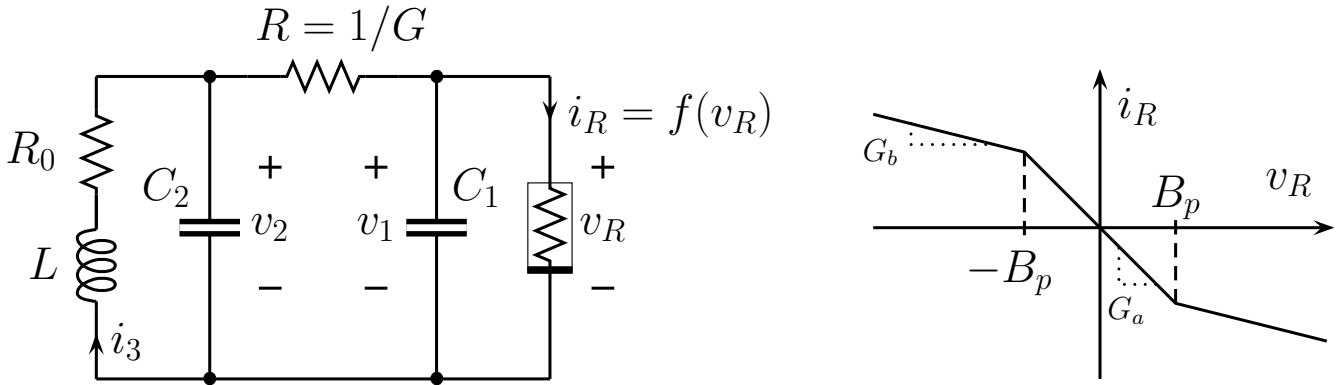 R = 1/G
i_R = f(v_R)
R_0
C_2
+
v_2
−
+
v_1
−
C_1
+
v_R
−
L
i_3
i_R
G_b
v_R
B_p
−B_p
G_a